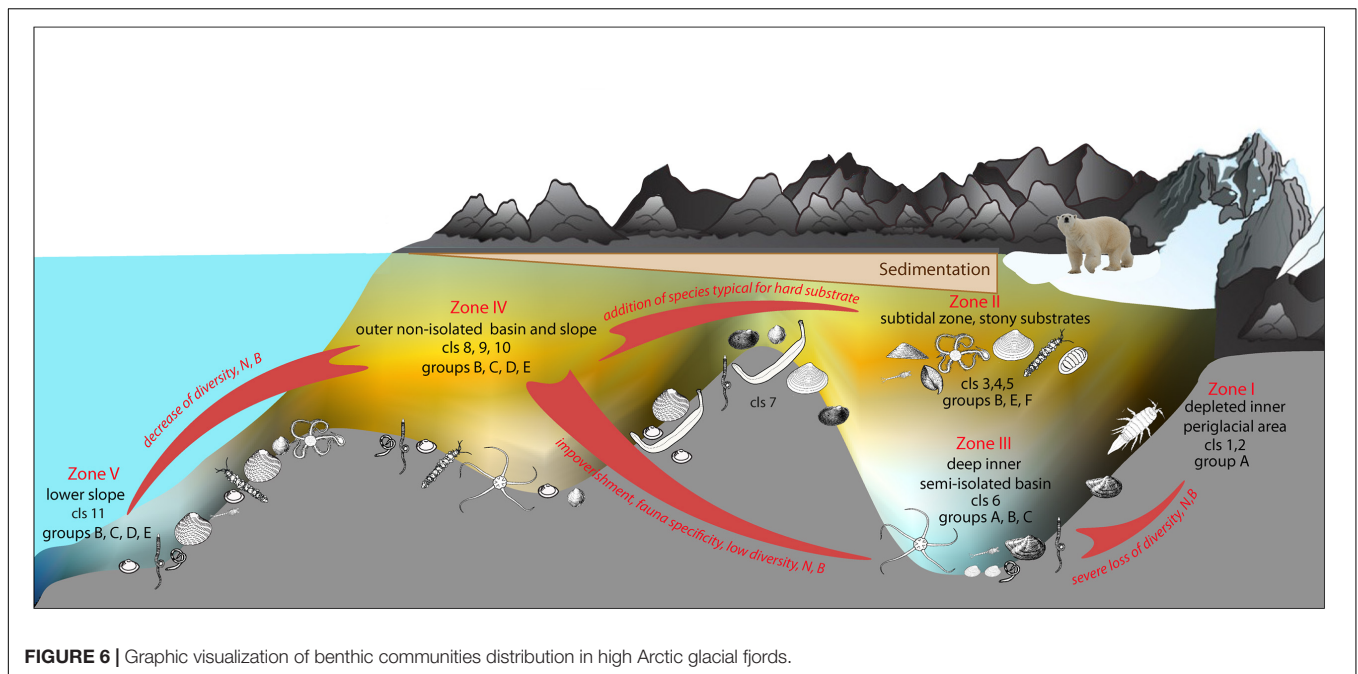 Sedimentation
addition of species typical for hard substrate
Zone IV
outer non-isolated basin and slope
cls 8, 9, 10
groups B, C, D, E
Zone II
subtidal zone, stony substrates
cls 3,4,5
groups B, E, F
decrease of diversity, N, B
cls 7
Zone I
depleted inner
periglacial area
cls 1,2
group A
Zone III
deep inner
semi-isolated basin
cls 6
groups A, B, C
Zone V
lower slope
cls 11
groups B, C, D, E
impoverishment, fauna specificity, low diversity, N, B
severe loss of diversity, N,B
FIGURE 6 | Graphic visualization of benthic communities distribution in high Arctic glacial fjords.